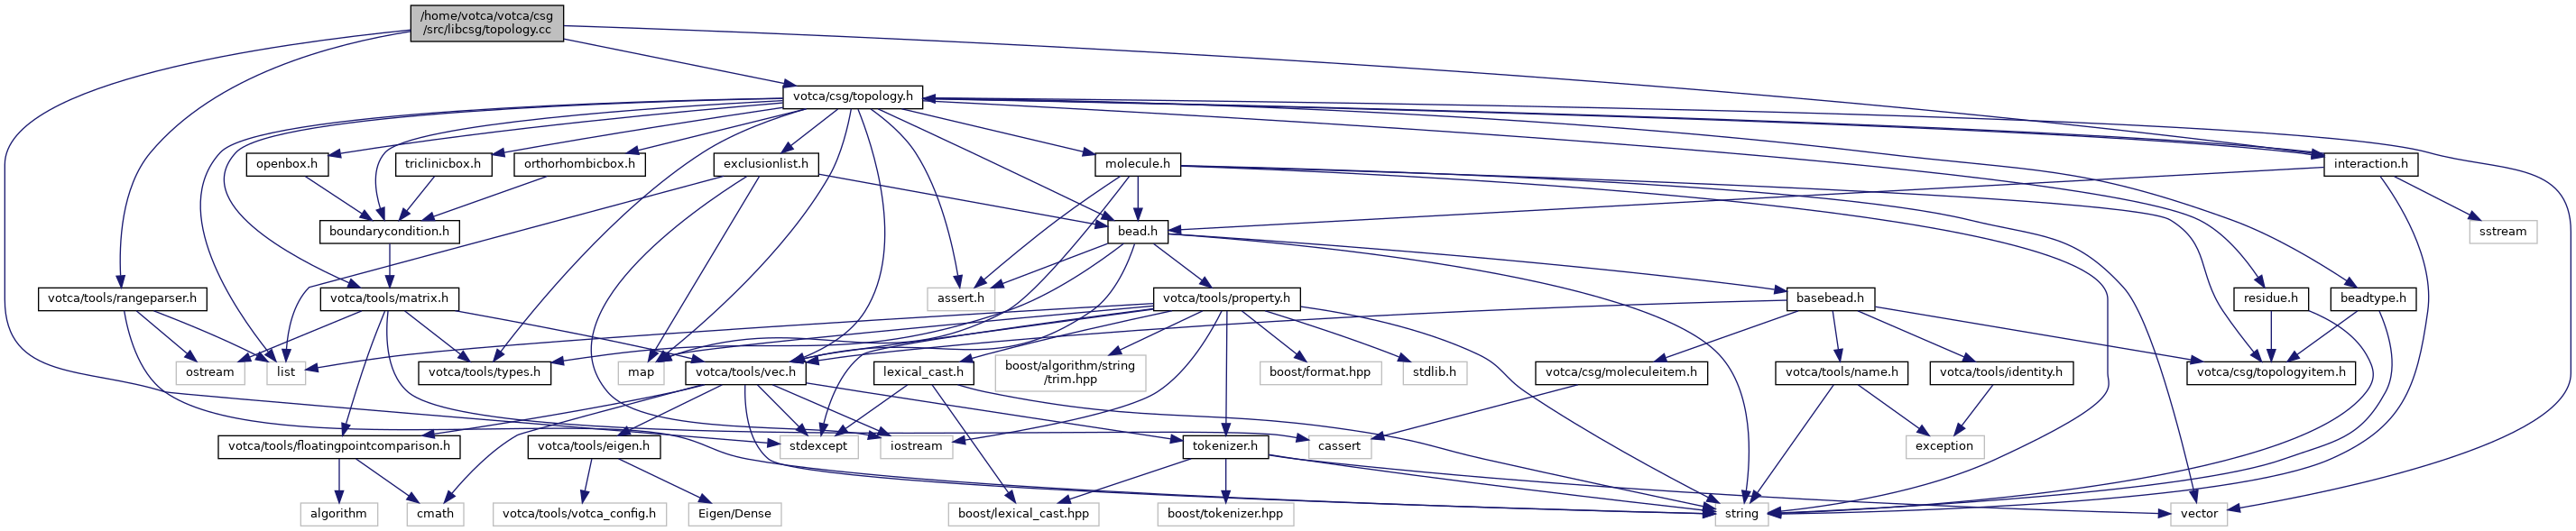 /home/votca/votca/csg
/src/libcsg/topology.cc
votca/csg/topology.h
openbox.h
triclinicbox.h
orthorhombicbox.h
exclusionlist.h
molecule.h
interaction.h
boundarycondition.h
bead.h
sstream
votca/tools/rangeparser.h
votca/tools/matrix.h
assert.h
votca/tools/property.h
basebead.h
residue.h
beadtype.h
ostream
list
votca/tools/types.h
map
votca/tools/vec.h
lexical_cast.h
boost/algorithm/string
/trim.hpp
boost/format.hpp
stdlib.h
votca/csg/moleculeitem.h
votca/tools/name.h
votca/tools/identity.h
votca/csg/topologyitem.h
votca/tools/floatingpointcomparison.h
votca/tools/eigen.h
stdexcept
iostream
tokenizer.h
cassert
exception
algorithm
cmath
votca/tools/votca_config.h
Eigen/Dense
boost/lexical_cast.hpp
boost/tokenizer.hpp
string
vector